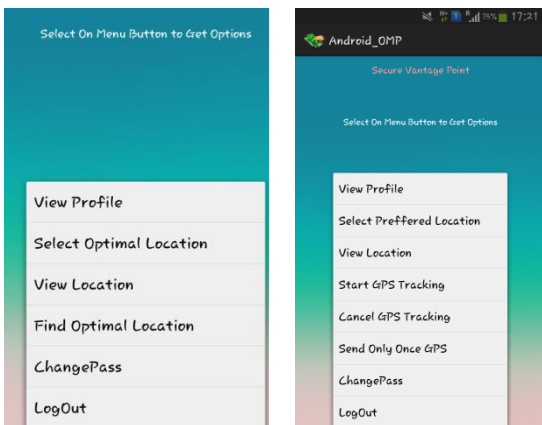 Select On Menu Button to Get Options
View Profile
Select Optimal Location
View Location
Find Optimal Location
ChangePass
LogOut
75% 17:21
Android_OMP
Secure Vantage Point
Select On Menu Button to Get Options
View Profile
Select Preffered Location
View Location
Start GPS Tracking
Cancel GPS Tracking
Send Only Once GPS
ChangePass
LogOut